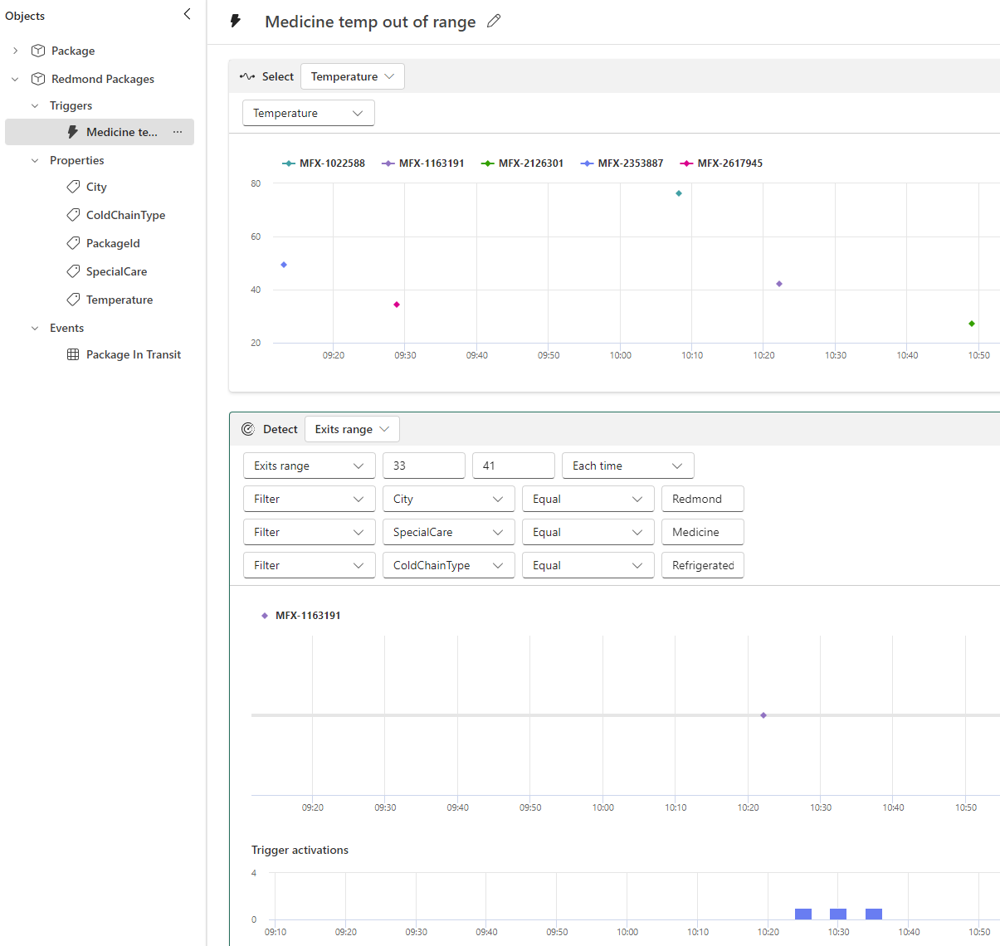 Objects
Package
Redmond Packages
Triggers
Medicine te... ...
Properties
City
ColdChainType
PackageId
SpecialCare
Temperature
Events
Package In Transit
Medicine temp out of range
Select Temperature
Temperature
MFX-1022588 MFX-1163191 MFX-2126301 MFX-2353887 MFX-2617945
80
60
40
20
09:20 09:30 09:40 09:50 10:00 10:10 10:20 10:30 10:40 10:50
Detect Exits range
Exits range 33 41 Each time
Filter City Equal Redmond
Filter SpecialCare Equal Medicine
Filter ColdChainType Equal Refrigerated
MFX-1163191
09:20 09:30 09:40 09:50 10:00 10:10 10:20 10:30 10:40 10:50
Trigger activations
4
0
09:10 09:20 09:30 09:40 09:50 10:00 10:10 10:20 10:30 10:40 10:50